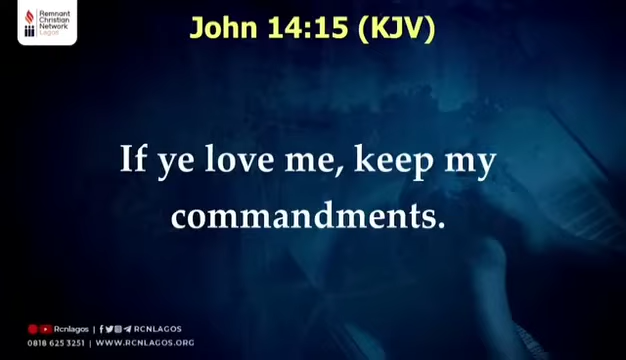 Remnant
Christian
Network
Lagos
John 14:15 (KJV)
If ye love me, keep my
commandments.
Rcnlagos | RCNLAGOS
0818 625 3251 | WWW.RCNLAGOS.ORG